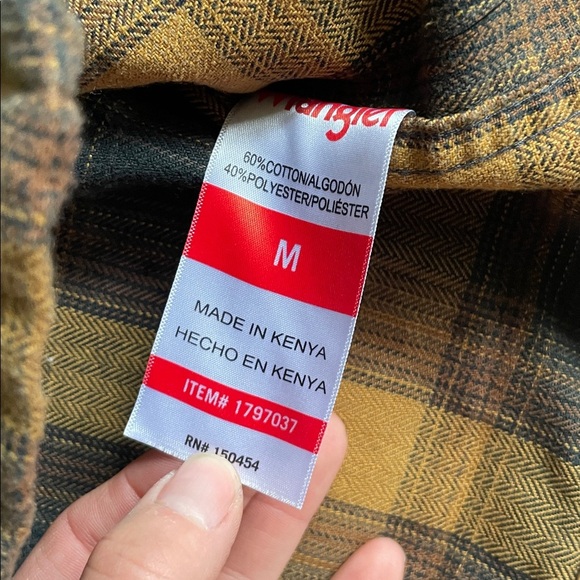 Wrangler
60%COTTON/ALGODÓN
40%POLYESTER/POLIÉSTER
M
MADE IN KENYA
HECHO EN KENYA
ITEM# 1797037
RN# 150454